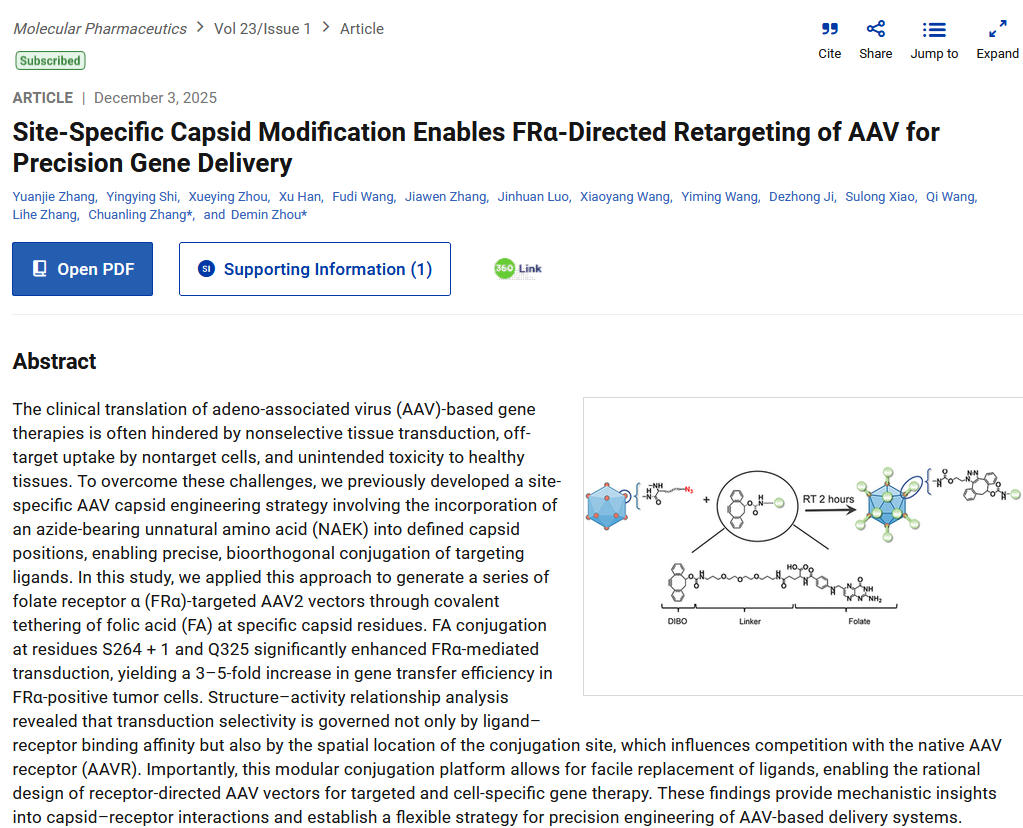 Molecular Pharmaceutics > Vol 23/Issue 1 > Article
Cite Share Jump to Expand
Subscribed
ARTICLE | December 3, 2025
Site-Specific Capsid Modification Enables FRα-Directed Retargeting of AAV for
Precision Gene Delivery
Yuanjie Zhang, Yingying Shi, Xueying Zhou, Xu Han, Fudi Wang, Jiawen Zhang, Jinhuan Luo, Xiaoyang Wang, Yiming Wang, Dezhong Ji, Sulong Xiao, Qi Wang,
Lihe Zhang, Chuanling Zhang*, and Demin Zhou*
Open PDF
SI Supporting Information (1)
360 Link
Abstract
The clinical translation of adeno-associated virus (AAV)-based gene
therapies is often hindered by nonselective tissue transduction, off-
target uptake by nontarget cells, and unintended toxicity to healthy
tissues. To overcome these challenges, we previously developed a site-
specific AAV capsid engineering strategy involving the incorporation of
an azide-bearing unnatural amino acid (NAEK) into defined capsid
positions, enabling precise, bioorthogonal conjugation of targeting
ligands. In this study, we applied this approach to generate a series of
folate receptor α (FRα)-targeted AAV2 vectors through covalent
tethering of folic acid (FA) at specific capsid residues. FA conjugation
at residues S264 + 1 and Q325 significantly enhanced FRα-mediated
transduction, yielding a 3–5-fold increase in gene transfer efficiency in
FRα-positive tumor cells. Structure–activity relationship analysis
revealed that transduction selectivity is governed not only by ligand–
receptor binding affinity but also by the spatial location of the conjugation site, which influences competition with the native AAV
receptor (AAVR). Importantly, this modular conjugation platform allows for facile replacement of ligands, enabling the rational
design of receptor-directed AAV vectors for targeted and cell-specific gene therapy. These findings provide mechanistic insights
into capsid–receptor interactions and establish a flexible strategy for precision engineering of AAV-based delivery systems.
N₃
+
RT 2 hours
DIBO
Linker
Folate